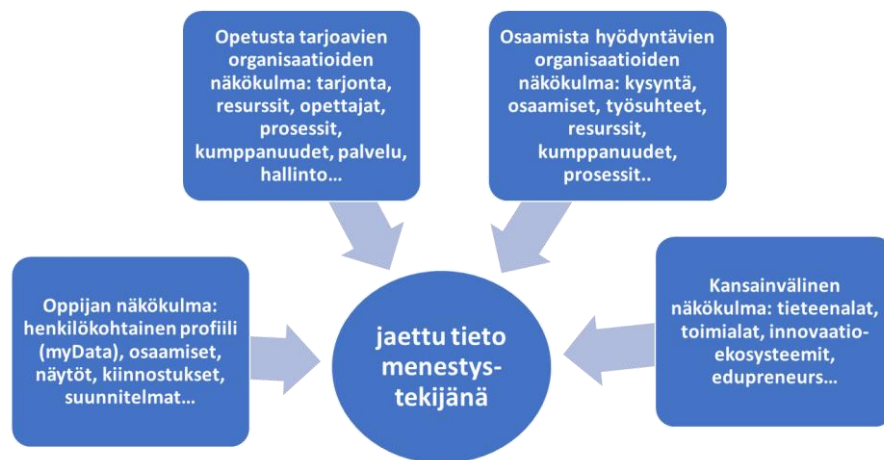 Opetusta tarjoavien
organisaatioiden
näkökulma: tarjonta,
resurssit, opettajat,
prosessit,
kumppanuudet, palvelu,
hallinto…
Osaamista hyödyntävien
organisaatioiden
näkökulma: kysyntä,
osaamiset, työsuhteet,
resurssit,
kumppanuudet,
prosessit..
Oppijan näkökulma:
henkilökohtainen profiili
(myData), osaamiset,
näytöt, kiinnostukset,
suunnitelmat…
jaettu tieto
menestys-
tekijänä
Kansainvälinen
näkökulma: tieteenalat,
toimialat, innovaatio-
ekosysteemit,
edupreneurs…